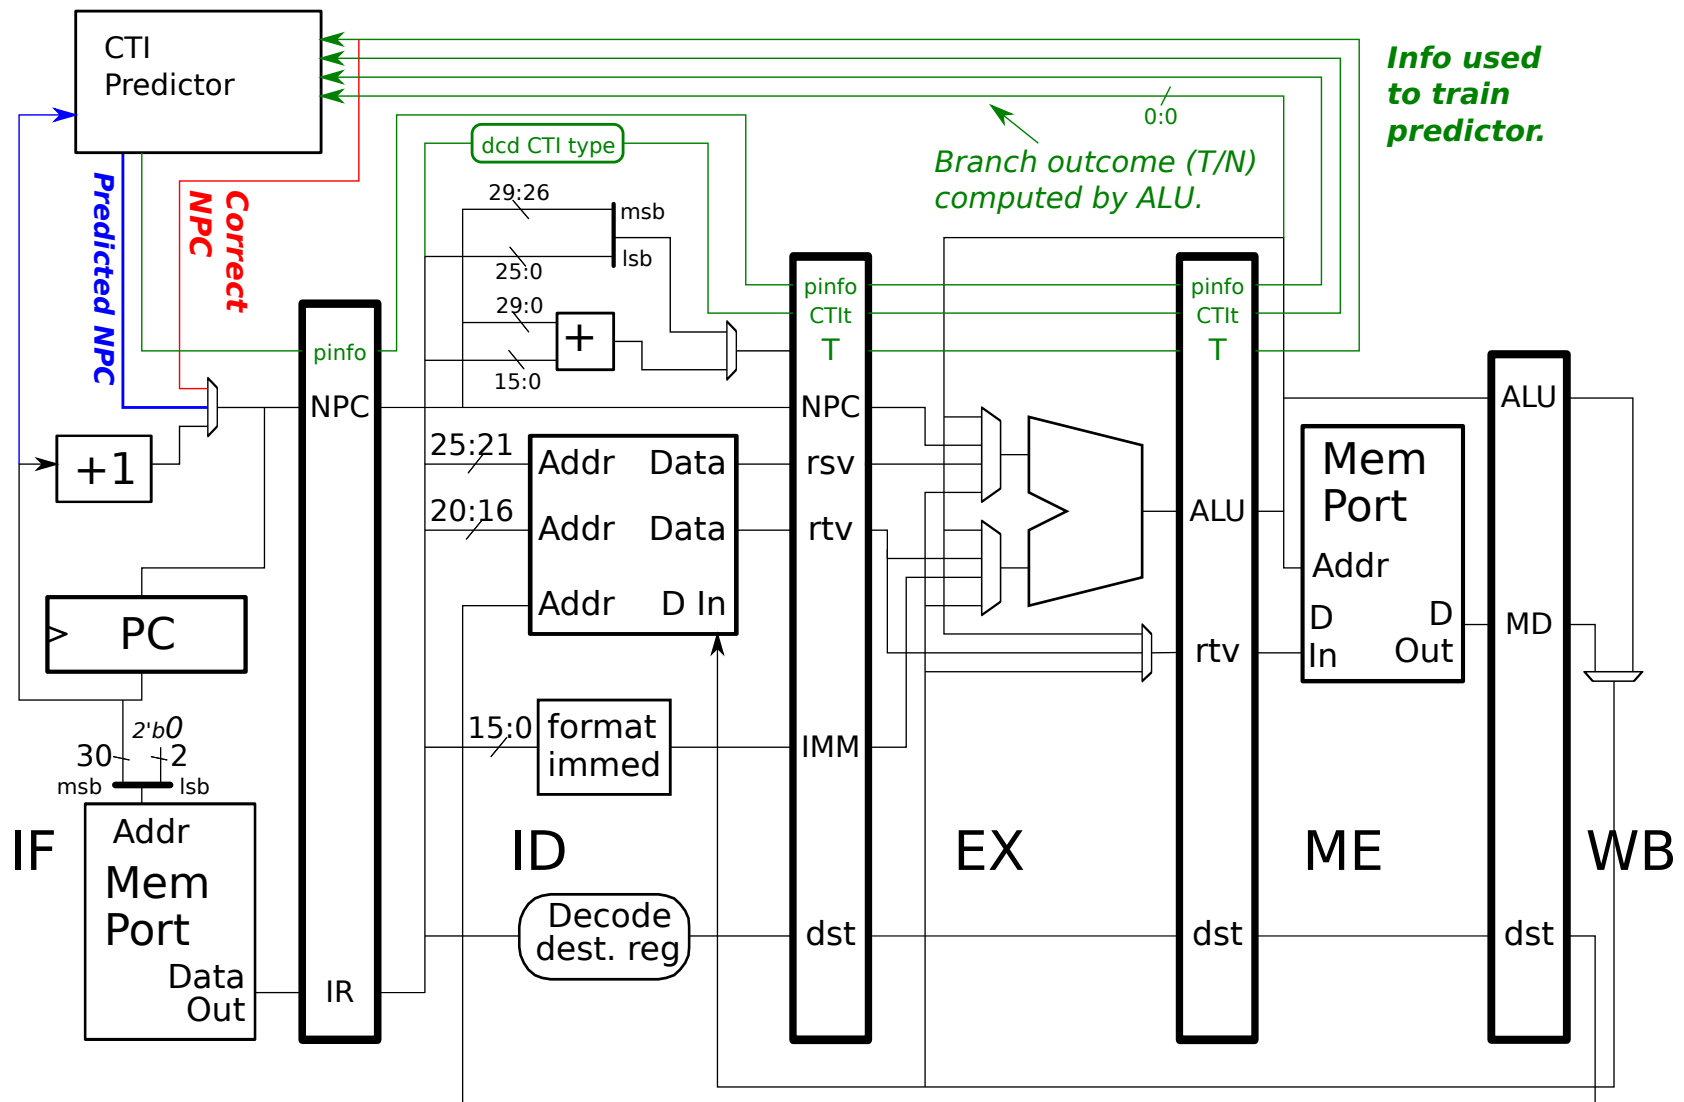 CTI
Predictor
Info used
to train
predictor.
0:0
Branch outcome (T/N)
computed by ALU.
dcd CTI type
Predicted NPC
Correct
NPC
29:26
msb
25:0
lsb
29:0
+
15:0
pinfo
NPC
IR
pinfo
CTIt
T
NPC
rsv
rtv
IMM
dst
pinfo
CTIt
T
ALU
rtv
dst
ALU
MD
dst
+1
PC
2'b0
30
2
msb
lsb
Addr
Mem
Port
Data
Out
25:21
20:16
Addr
Data
Addr
Data
Addr
D In
15:0
format
immed
Decode
dest. reg
Mem
Port
Addr
D
In
D
Out
IF
ID
EX
ME
WB